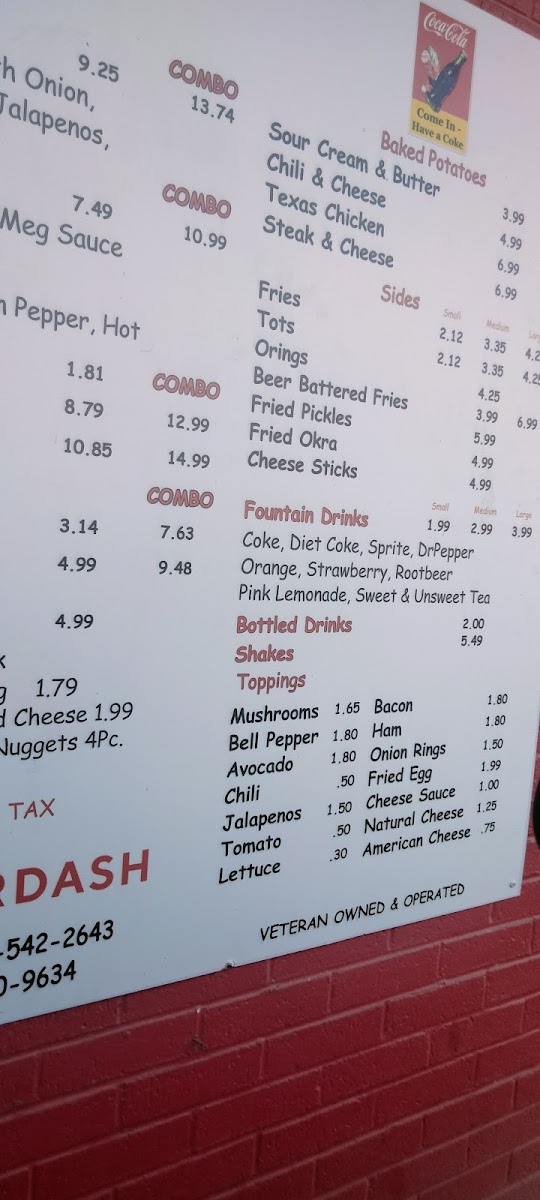 9.25 COMBO
h Onion, 13.74
Jalapenos,
7.49 COMBO
Meg Sauce 10.99
Pepper, Hot
1.81 COMBO
8.79 12.99
10.85 14.99
COMBO
3.14 7.63
4.99 9.48
4.99
g 1.79
d Cheese 1.99
Nuggets 4Pc.
TAX
RDASH
-542-2643
0-9634
Coca-Cola
Come In -
Have a Coke
Baked Potatoes
Sour Cream & Butter 3.99
Chili & Cheese 4.99
Texas Chicken 6.99
Steak & Cheese 6.99
Sides Small Medium
Fries 2.12 3.35 4.2
Tots 2.12 3.35 4.25
Orings 4.25
Beer Battered Fries 3.99 6.99
Fried Pickles 5.99
Fried Okra 4.99
Cheese Sticks 4.99
Small Medium Large
Fountain Drinks 1.99 2.99 3.99
Coke, Diet Coke, Sprite, DrPepper
Orange, Strawberry, Rootbeer
Pink Lemonade, Sweet & Unsweet Tea
Bottled Drinks 2.00
Shakes 5.49
Toppings
Mushrooms 1.65 Bacon 1.80
Bell Pepper 1.80 Ham 1.80
Avocado 1.80 Onion Rings 1.50
Chili .50 Fried Egg 1.99
Jalapenos 1.50 Cheese Sauce 1.00
Tomato .50 Natural Cheese 1.25
Lettuce .30 American Cheese .75
VETERAN OWNED & OPERATED